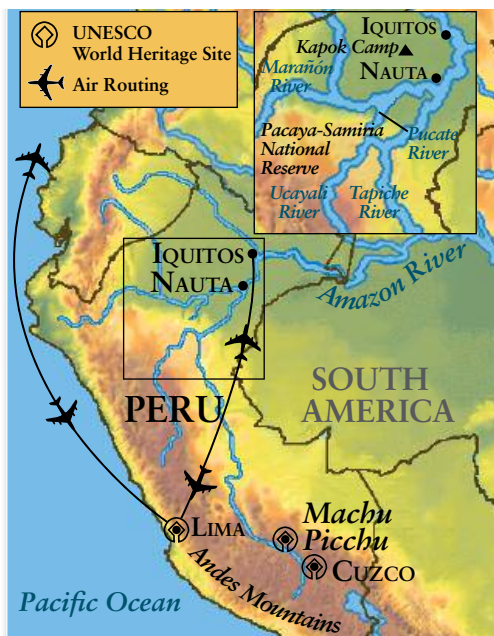 UNESCO
World Heritage Site
Air Routing
IQUITOS
Kapok Camp
NAUTA
Marañón
River
Pacaya-Samiria
National
Reserve
Pucate
River
Ucayali
River
Tapiche
River
IQUITOS
NAUTA
Amazon River
PERU
SOUTH
AMERICA
LIMA
Machu
Picchu
CUZCO
Andes Mountains
Pacific Ocean